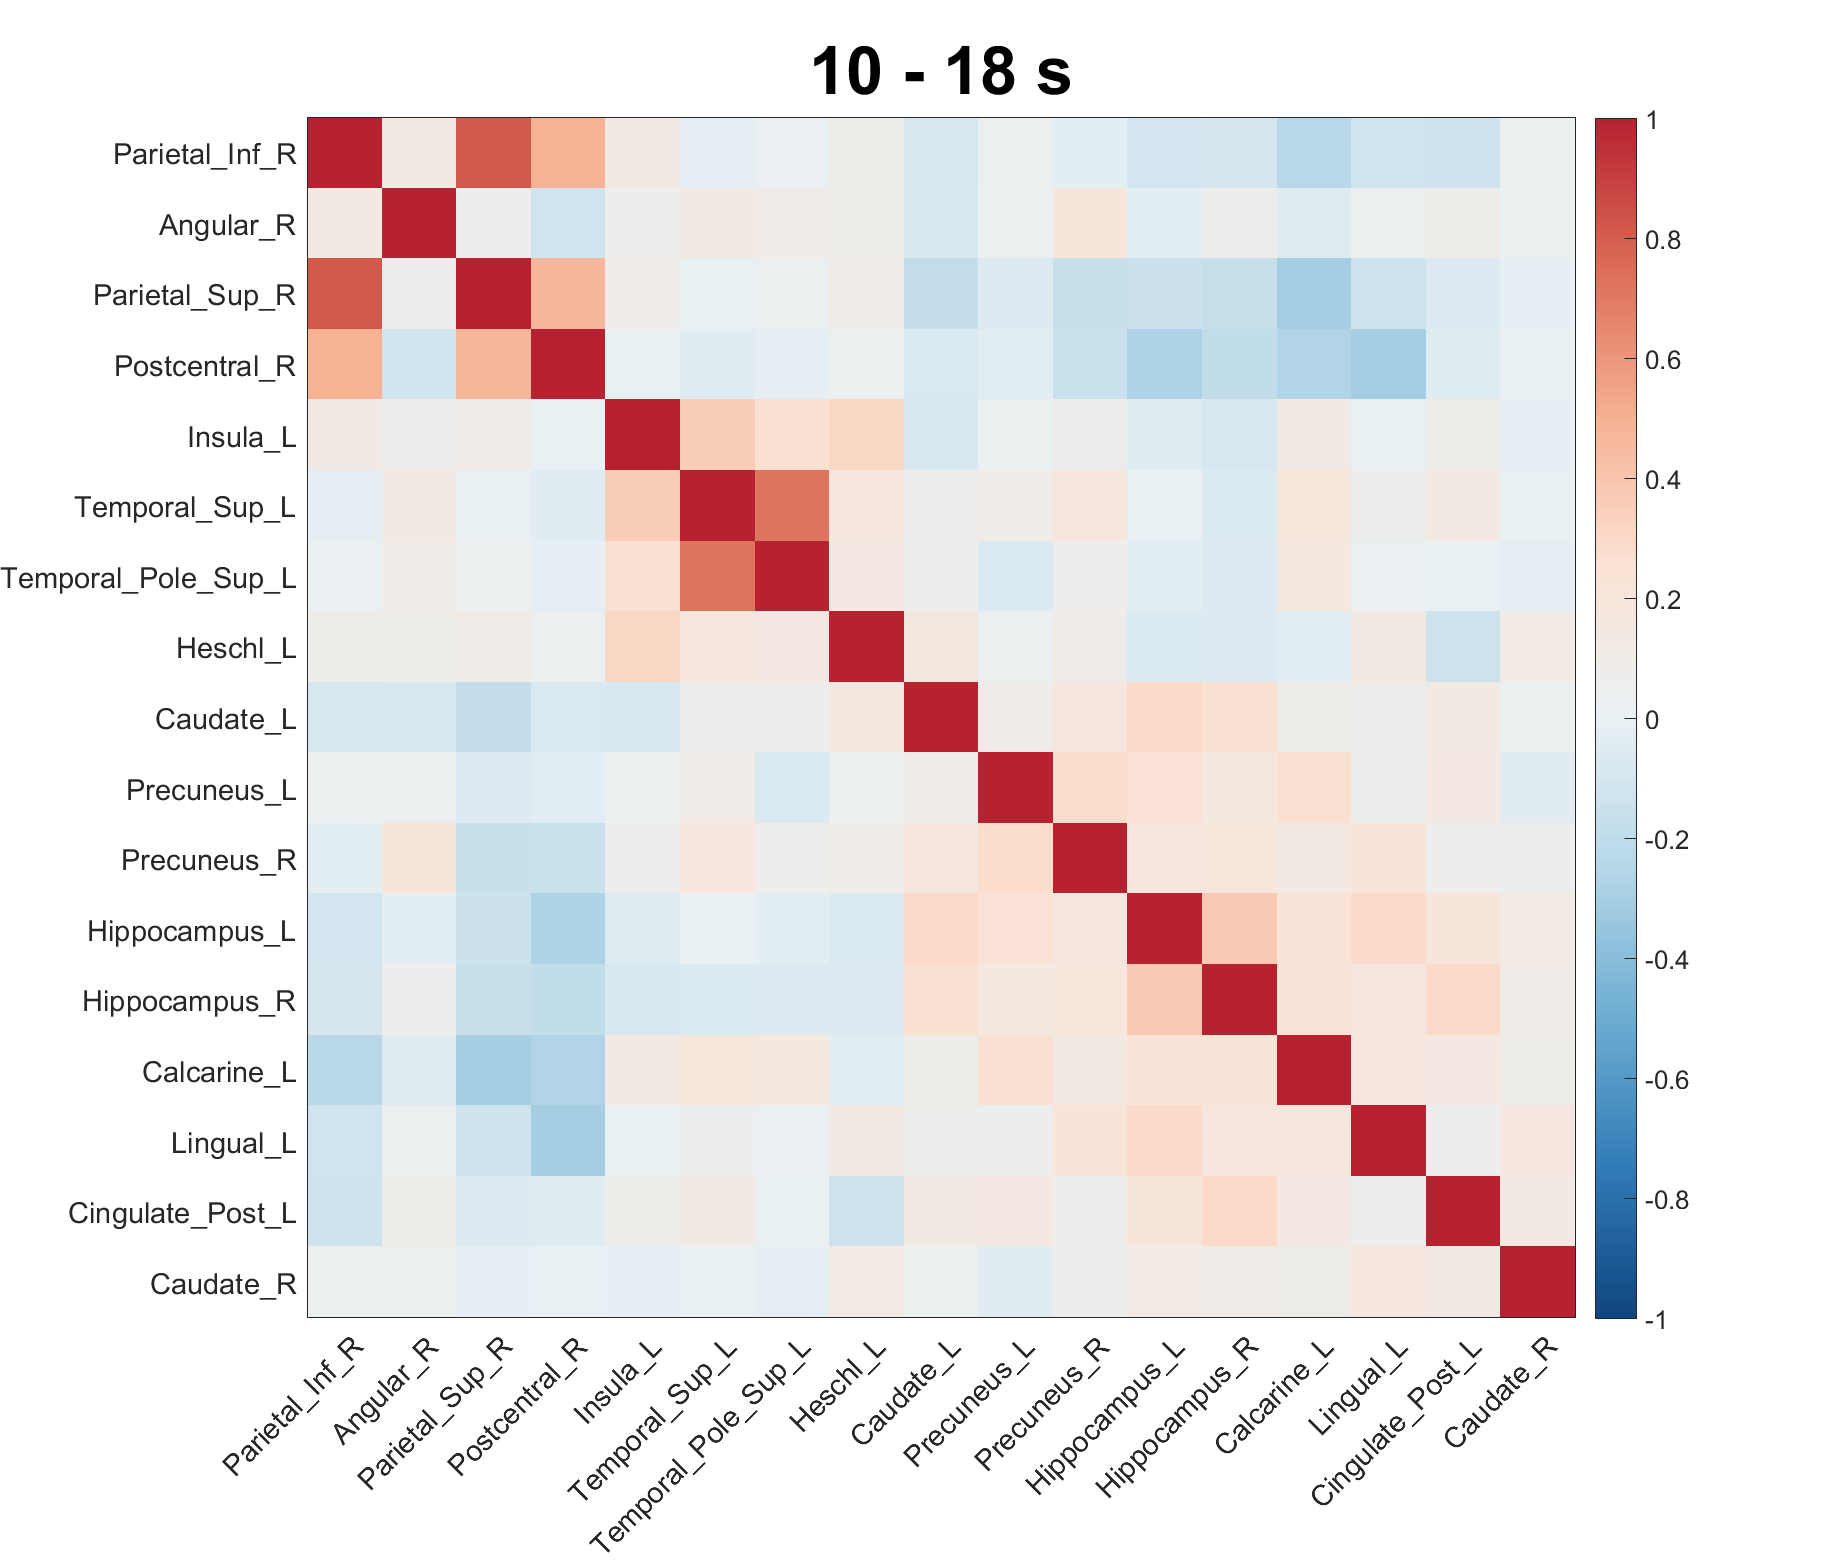 10 - 18 s
Parietal_Inf_R
Angular_R
Parietal_Sup_R
Postcentral_R
Insula_L
Temporal_Sup_L
Temporal_Pole_Sup_L
Heschl_L
Caudate_L
Precuneus_L
Precuneus_R
Hippocampus_L
Hippocampus_R
Calcarine_L
Lingual_L
Cingulate_Post_L
Caudate_R
Parietal_Inf_R
Angular_R
Parietal_Sup_R
Postcentral_R
Insula_L
Temporal_Sup_L
Temporal_Pole_Sup_L
Heschl_L
Caudate_L
Precuneus_L
Precuneus_R
Hippocampus_L
Hippocampus_R
Calcarine_L
Lingual_L
Cingulate_Post_L
Caudate_R
1
0.8
0.6
0.4
0.2
0
-0.2
-0.4
-0.6
-0.8
-1